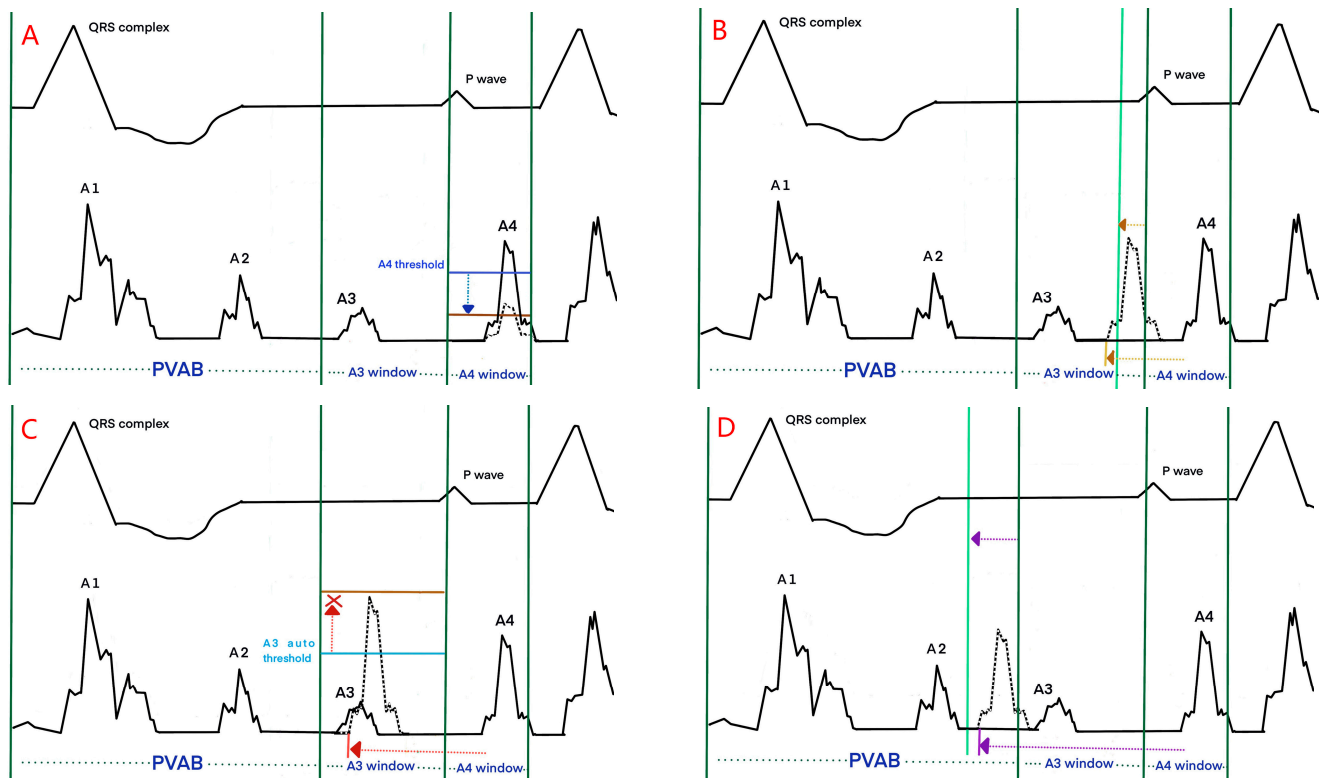 A
QRS complex
P wave
A1
A2
A3
A4 threshold
A4
PVAB
A3 window
A4 window
B
QRS complex
P wave
A1
A2
A3
A4
PVAB
A3 window
A4 window
C
QRS complex
P wave
A1
A2
A3 auto
threshold
A3
A4
PVAB
A3 window
A4 window
D
QRS complex
P wave
A1
A2
A3
A4
PVAB
A3 window
A4 window